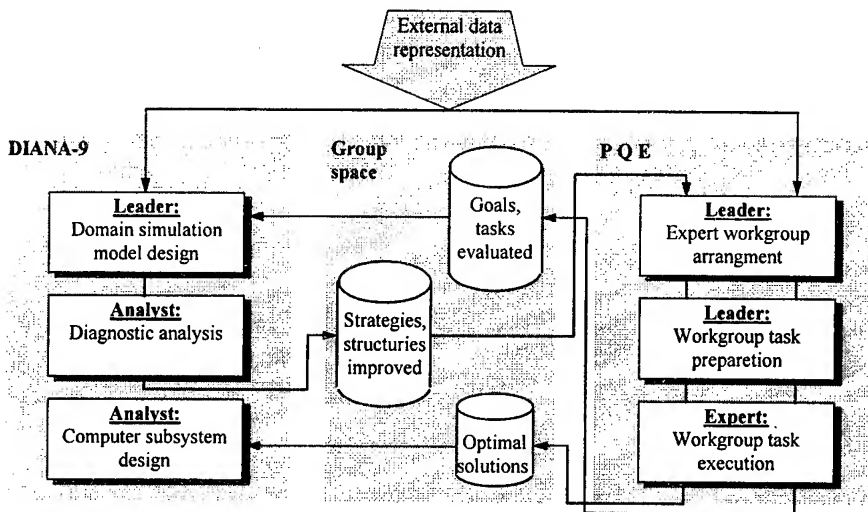 External data
representation
DIANA-9
Group
space
P Q E
Leader:
Domain simulation
model design
Goals,
tasks
evaluated
Leader:
Expert workgroup
arrangment
Analyst:
Diagnostic analysis
Strategies,
structuries
improved
Leader:
Workgroup task
preparetion
Analyst:
Computer subsystem
design
Optimal
solutions
Expert:
Workgroup task
execution